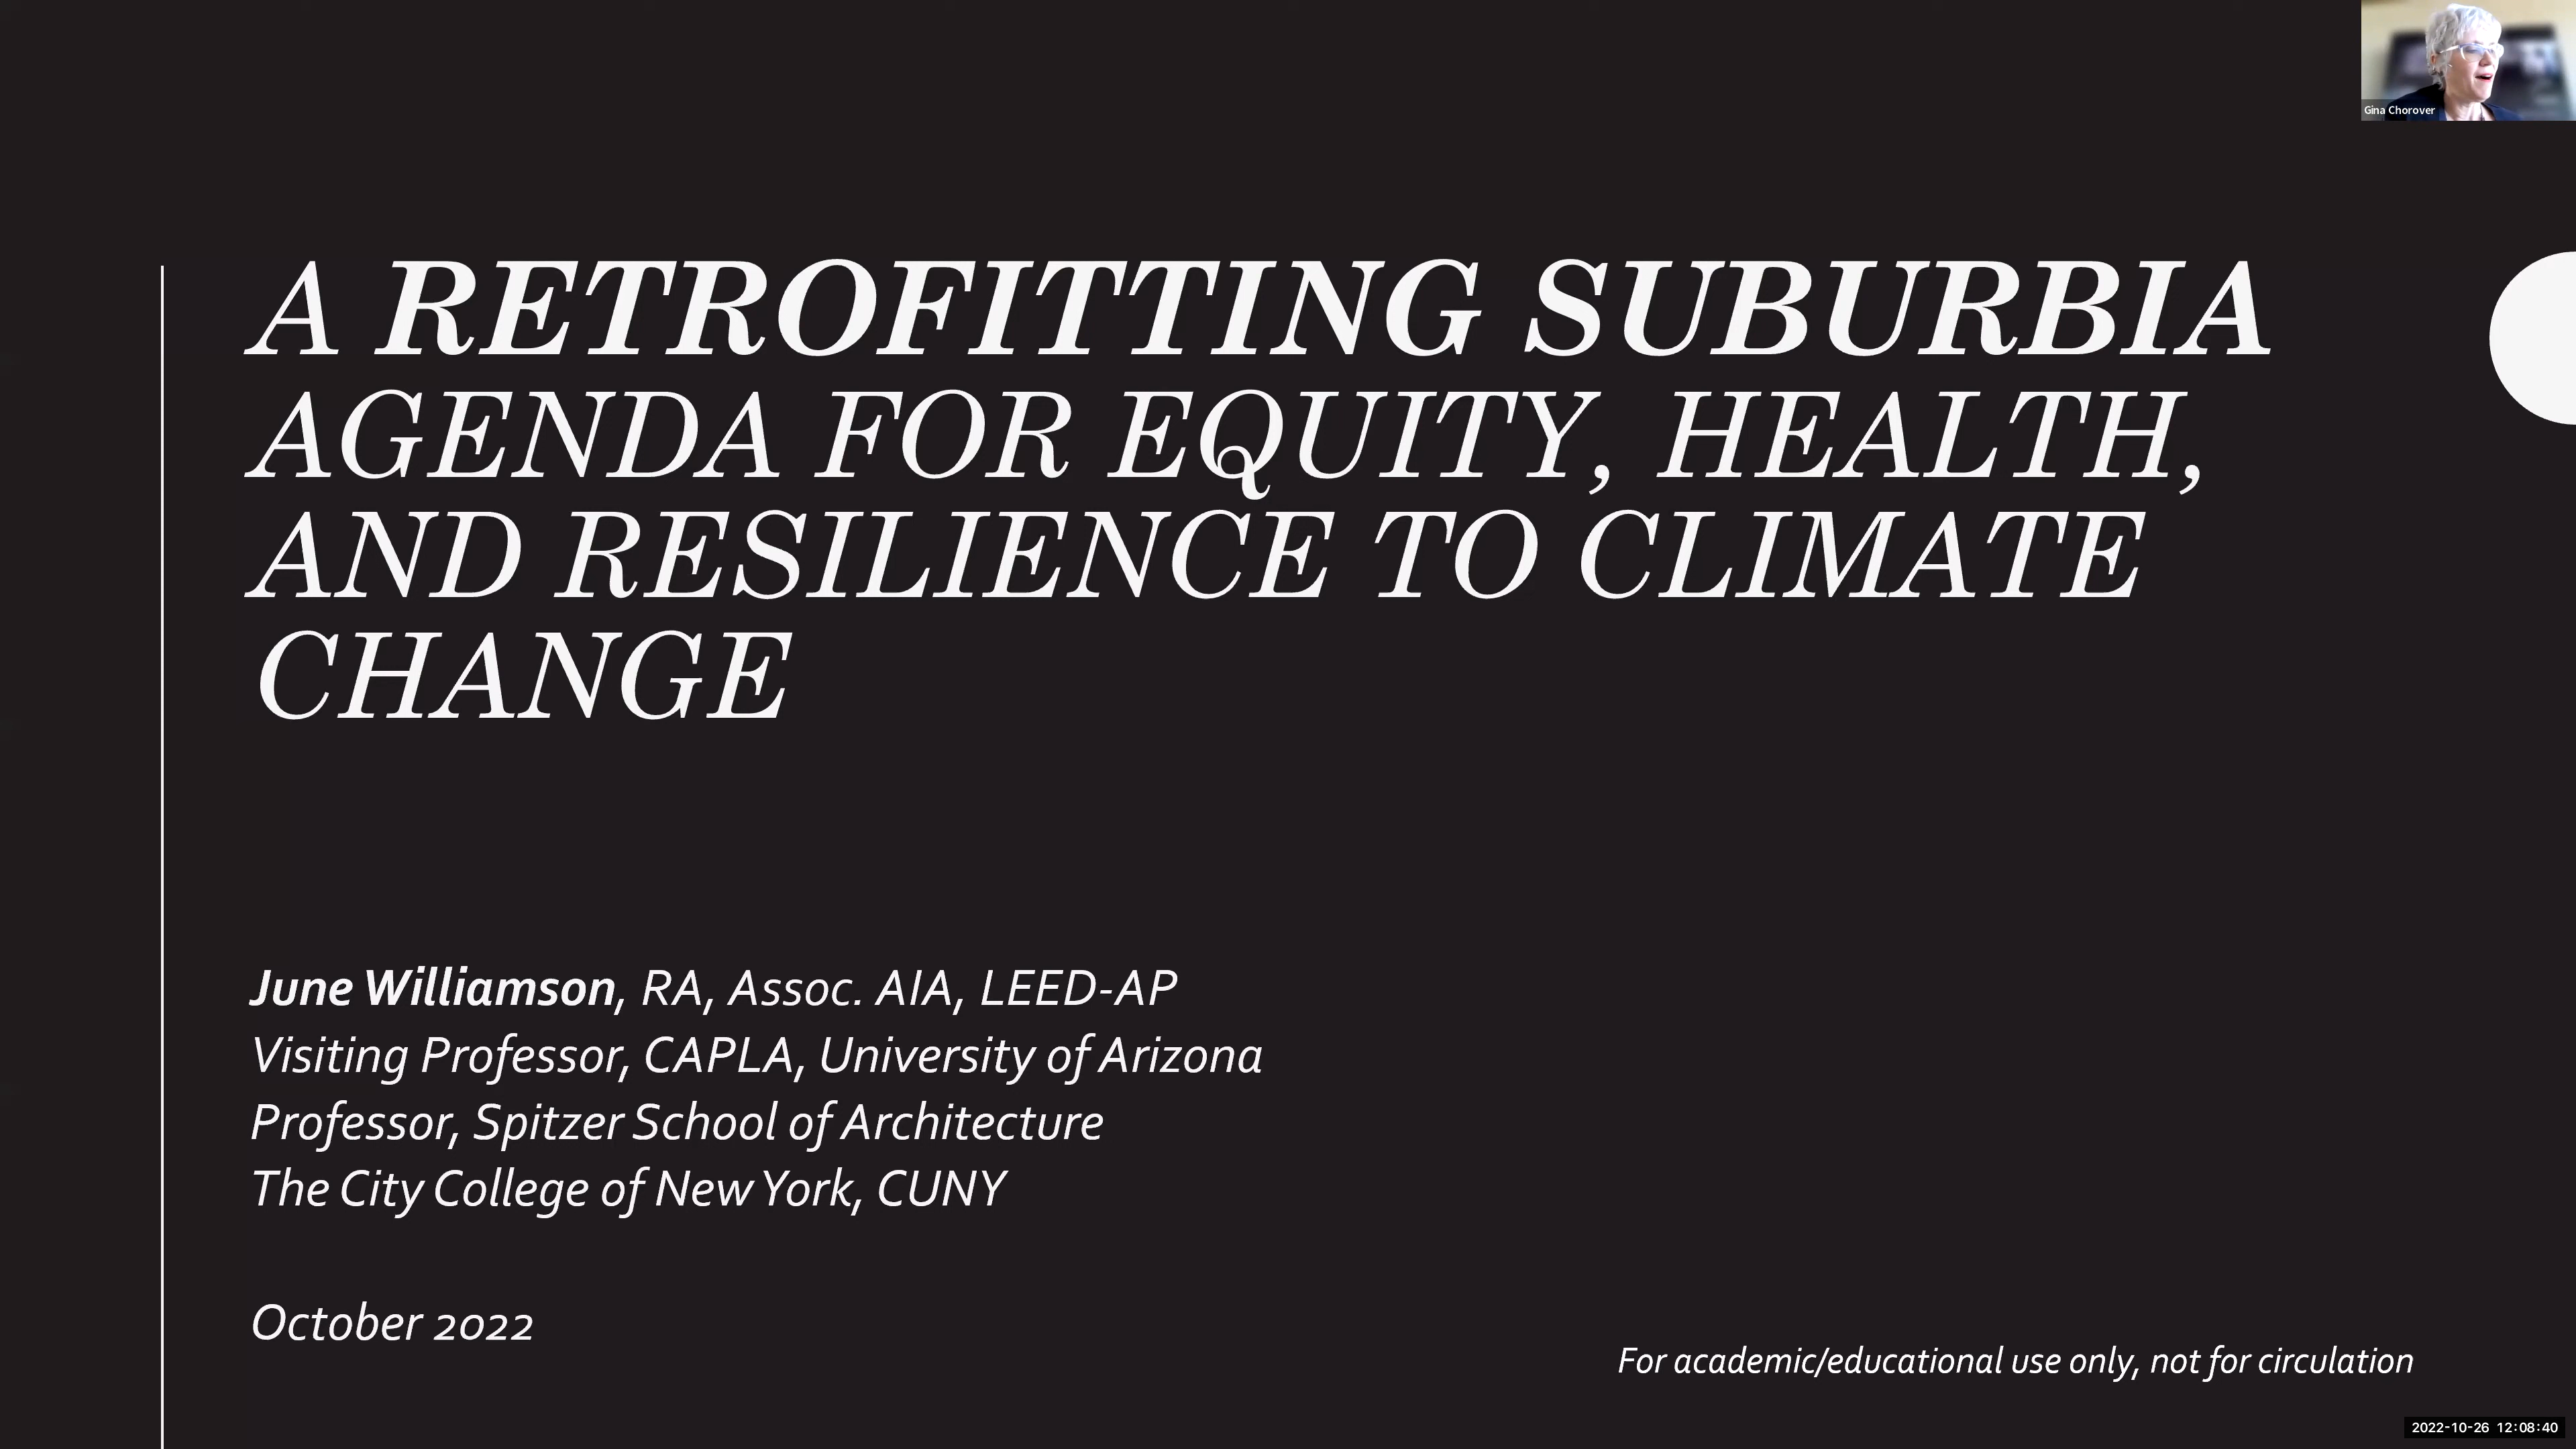 Gina Chorover
A RETROFITTING SUBURBIA
AGENDA FOR EQUITY, HEALTH,
AND RESILIENCE TO CLIMATE
CHANGE
June Williamson, RA, Assoc. AIA, LEED-AP
Visiting Professor, CAPLA, University of Arizona
Professor, Spitzer School of Architecture
The City College of New York, CUNY
October 2022
For academic/educational use only, not for circulation
2022-10-26 12:08:40